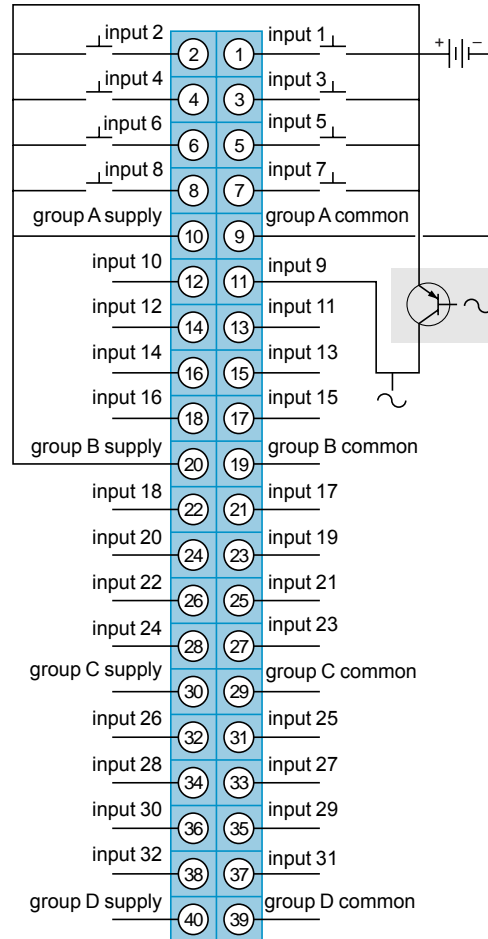 input 2 2 1 input 1 + –
input 4 4 3 input 3
input 6 6 5 input 5
input 8 8 7 input 7
group A supply 10 9 group A common
input 10 12 11 input 9
input 12 14 13 input 11
input 14 16 15 input 13
input 16 18 17 input 15
group B supply 20 19 group B common
input 18 22 21 input 17
input 20 24 23 input 19
input 22 26 25 input 21
input 24 28 27 input 23
group C supply 30 29 group C common
input 26 32 31 input 25
input 28 34 33 input 27
input 30 36 35 input 29
input 32 38 37 input 31
group D supply 40 39 group D common